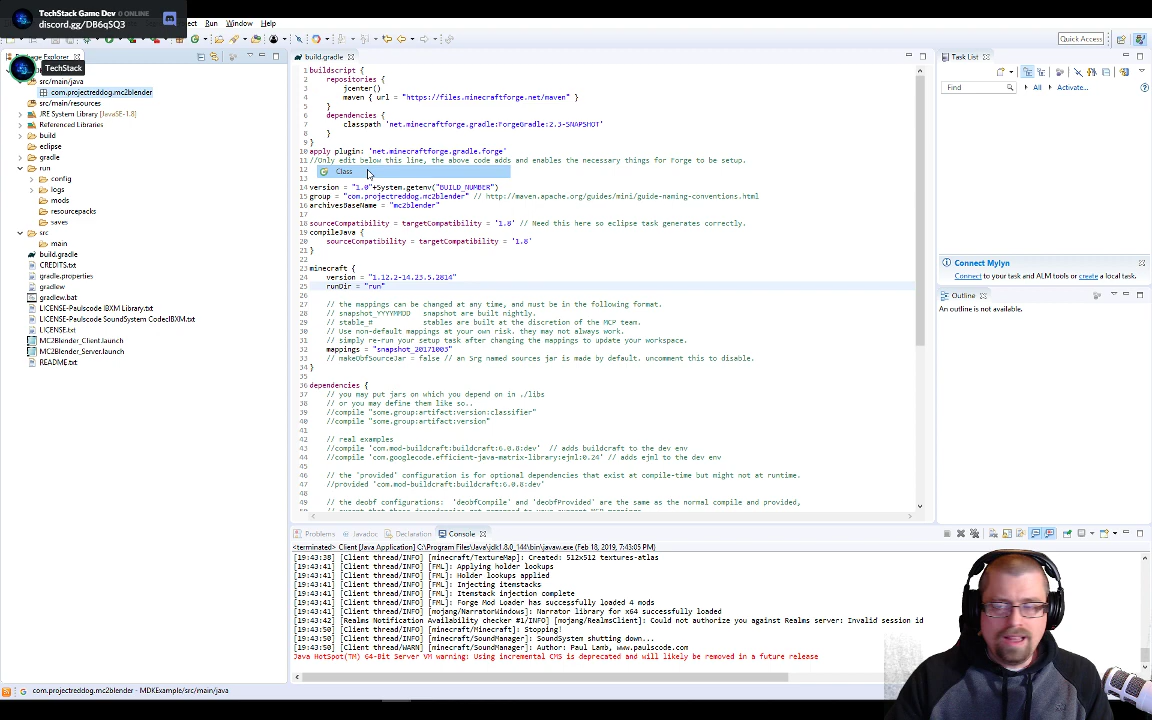 TechStack Game Dev 0 ONLINE
discord.gg/DB6qSQ3
Run Window Help
Quick Access
Package Explorer
TechStack
src/main/java
com.projectreddog.mc2blender
src/main/resources
JRE System Library [JavaSE-1.8]
Referenced Libraries
build
eclipse
gradle
run
config
logs
mods
resourcepacks
saves
src
main
build.gradle
CREDITS.txt
gradle.properties
gradlew
gradlew.bat
LICENSE-Paulscode IBXM Library.txt
LICENSE-Paulscode SoundSystem CodecIBXM.txt
LICENSE.txt
MC2Blender_Client.launch
MC2Blender_Server.launch
README.txt
build.gradle
1 buildscript {
2 repositories {
3 jcenter()
4 maven { url = "https://files.minecraftforge.net/maven" }
5 }
6 dependencies {
7 classpath 'net.minecraftforge.gradle:ForgeGradle:2.3-SNAPSHOT'
8 }
9 }
10 apply plugin: 'net.minecraftforge.gradle.forge'
11 //Only edit below this line, the above code adds and enables the necessary things for Forge to be setup.
12
Class
13
14 version = "1.0"+System.getenv("BUILD_NUMBER")
15 group = "com.projectreddog.mc2blender" // http://maven.apache.org/guides/mini/guide-naming-conventions.html
16 archivesBaseName = "mc2blender"
17
18 sourceCompatibility = targetCompatibility = '1.8' // Need this here so eclipse task generates correctly.
19 compileJava {
20 sourceCompatibility = targetCompatibility = '1.8'
21 }
22
23 minecraft {
24 version = "1.12.2-14.23.5.2814"
25 runDir = "run"
26
27 // the mappings can be changed at any time, and must be in the following format.
28 // snapshot_YYYYMMDD snapshot are built nightly.
29 // stable_# stables are built at the discretion of the MCP team.
30 // Use non-default mappings at your own risk. they may not always work.
31 // simply re-run your setup task after changing the mappings to update your workspace.
32 mappings = "snapshot_20171003"
33 // makeObfSourceJar = false // an Srg named sources jar is made by default. uncomment this to disable.
34 }
35
36 dependencies {
37 // you may put jars on which you depend on in ./libs
38 // or you may define them like so..
39 //compile "some.group:artifact:version:classifier"
40 //compile "some.group:artifact:version"
41
42 // real examples
43 //compile 'com.mod-buildcraft:buildcraft:6.0.8:dev' // adds buildcraft to the dev env
44 //compile 'com.googlecode.efficient-java-matrix-library:ejml:0.24' // adds ejml to the dev env
45
46 // the 'provided' configuration is for optional dependencies that exist at compile-time but might not at runtime.
47 //provided 'com.mod-buildcraft:buildcraft:6.0.8:dev'
48
49 // the deobf configurations: 'deobfCompile' and 'deobfProvided' are the same as the normal compile and provided,
Task List
Find All Activate...
Connect Mylyn
Connect to your task and ALM tools or create a local task.
Outline
An outline is not available.
Problems Javadoc Declaration Console
<terminated> Client [Java Application] C:\Program Files\Java\jdk1.8.0_144\bin\javaw.exe (Feb 18, 2019, 7:43:05 PM)
[19:43:38] [Client thread/INFO] [minecraft/TextureMap]: Created: 512x512 textures-atlas
[19:43:41] [Client thread/INFO] [FML]: Applying holder lookups
[19:43:41] [Client thread/INFO] [FML]: Holder lookups applied
[19:43:41] [Client thread/INFO] [FML]: Injecting itemstacks
[19:43:41] [Client thread/INFO] [FML]: Itemstack injection complete
[19:43:41] [Client thread/INFO] [FML]: Forge Mod Loader has successfully loaded 4 mods
[19:43:41] [Client thread/INFO] [mojang/NarratorWindows]: Narrator library for x64 successfully loaded
[19:43:42] [Realms Notification Availability checker #1/INFO] [mojang/RealmsClient]: Could not authorize you against Realms server: Invalid session id
[19:43:50] [Client thread/INFO] [minecraft/Minecraft]: Stopping!
[19:43:50] [Client thread/INFO] [minecraft/SoundManager]: SoundSystem shutting down...
[19:43:50] [Client thread/WARN] [minecraft/SoundManager]: Author: Paul Lamb, www.paulscode.com
Java HotSpot(TM) 64-Bit Server VM warning: Using incremental CMS is deprecated and will likely be removed in a future release
com.projectreddog.mc2blender - MDKExample/src/main/java